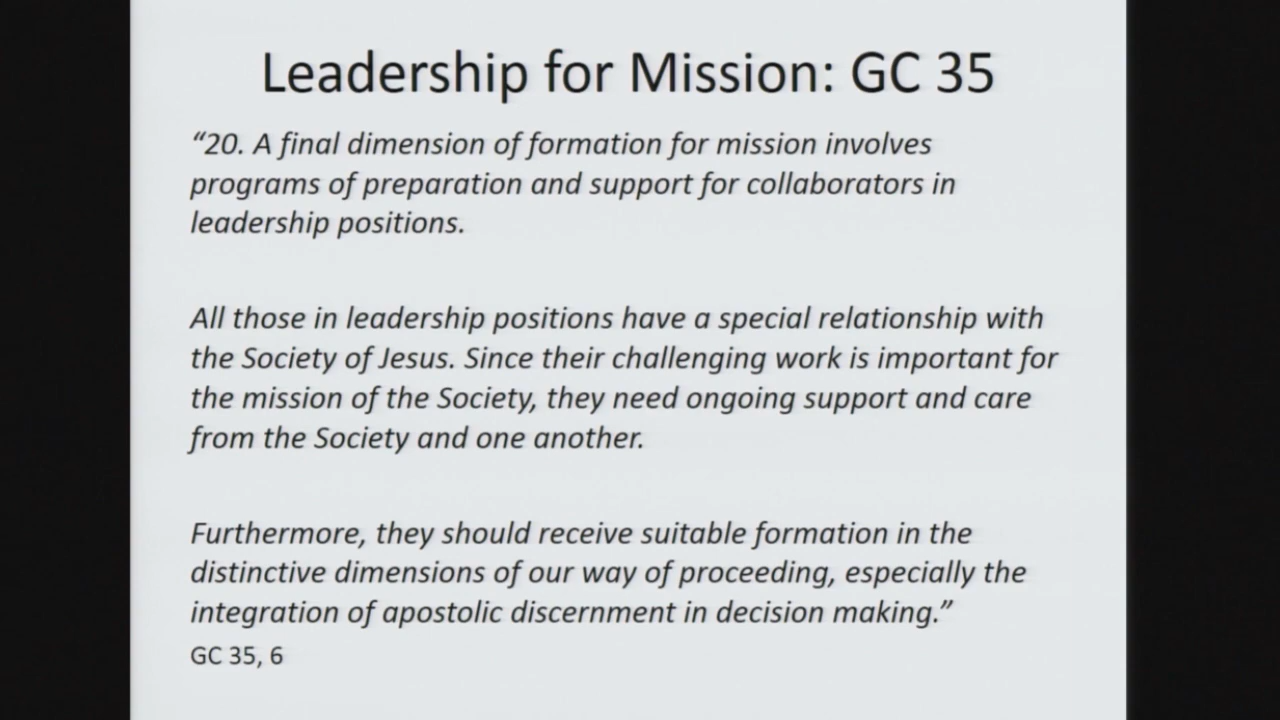 Leadership for Mission: GC 35
“20. A final dimension of formation for mission involves
programs of preparation and support for collaborators in
leadership positions.
All those in leadership positions have a special relationship with
the Society of Jesus. Since their challenging work is important for
the mission of the Society, they need ongoing support and care
from the Society and one another.
Furthermore, they should receive suitable formation in the
distinctive dimensions of our way of proceeding, especially the
integration of apostolic discernment in decision making.”
GC 35, 6